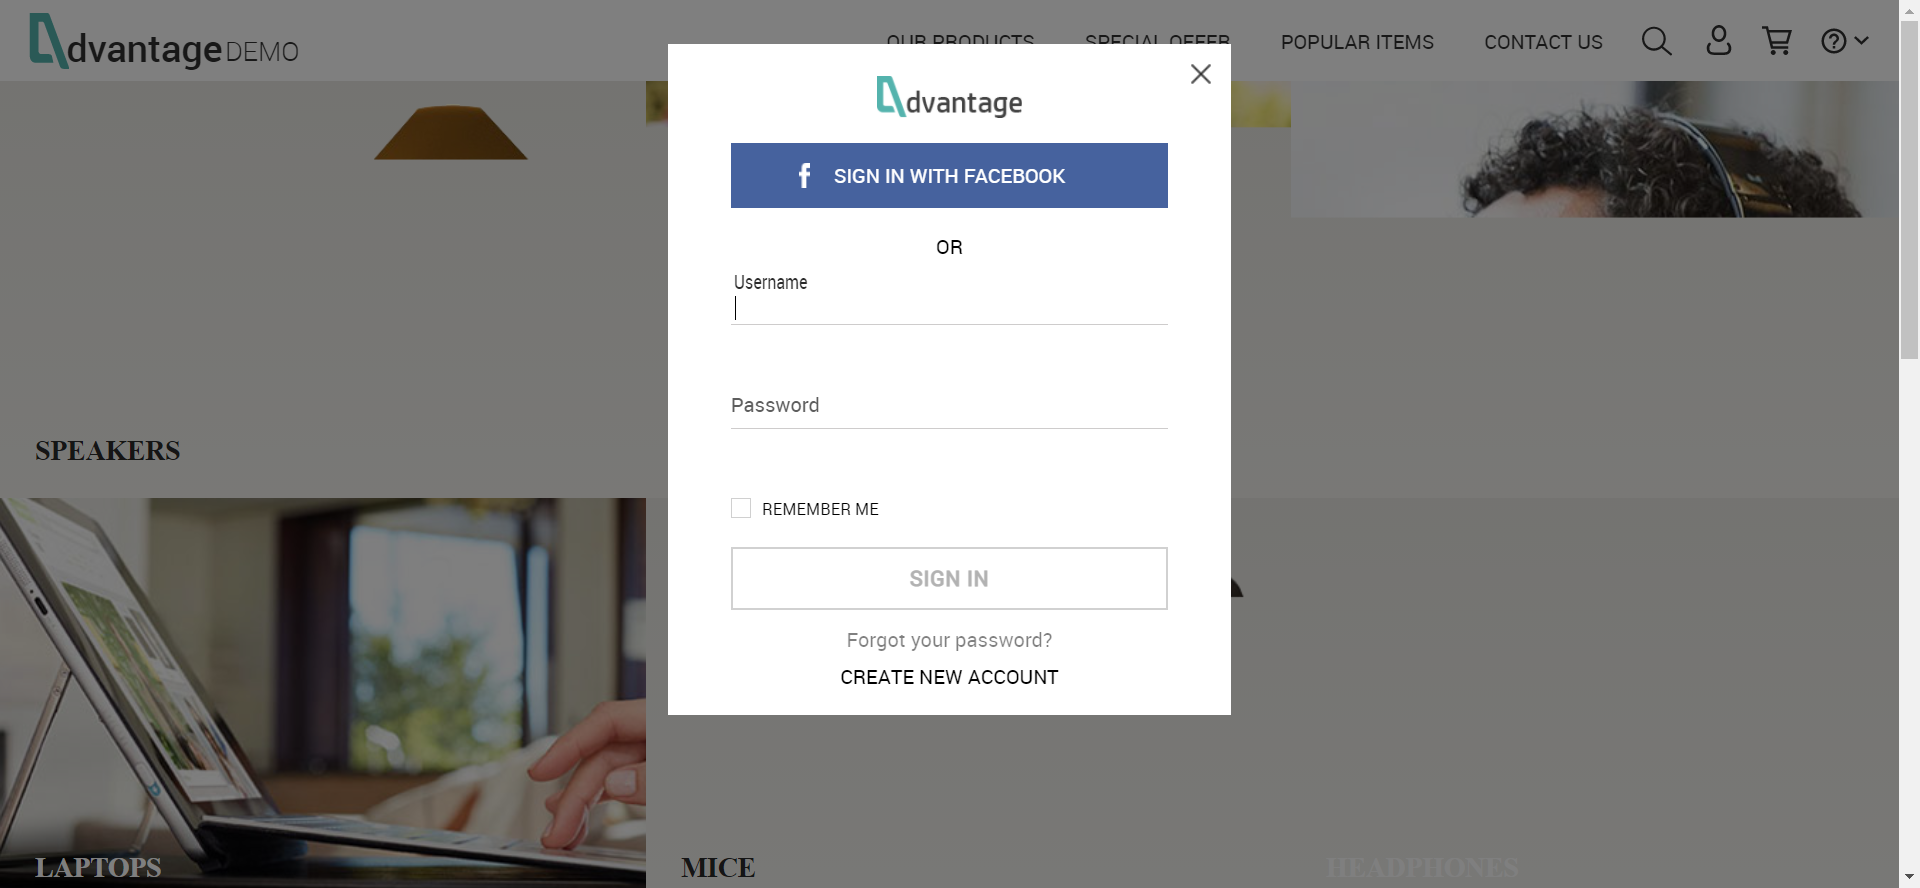 dvantage DEMO
OUR PRODUCTS
SPECIAL OFFER
POPULAR ITEMS
CONTACT US
dvantage
SIGN IN WITH FACEBOOK
OR
Username
Password
REMEMBER ME
SIGN IN
Forgot your password?
CREATE NEW ACCOUNT
SPEAKERS
LAPTOPS
MICE
HEADPHONES